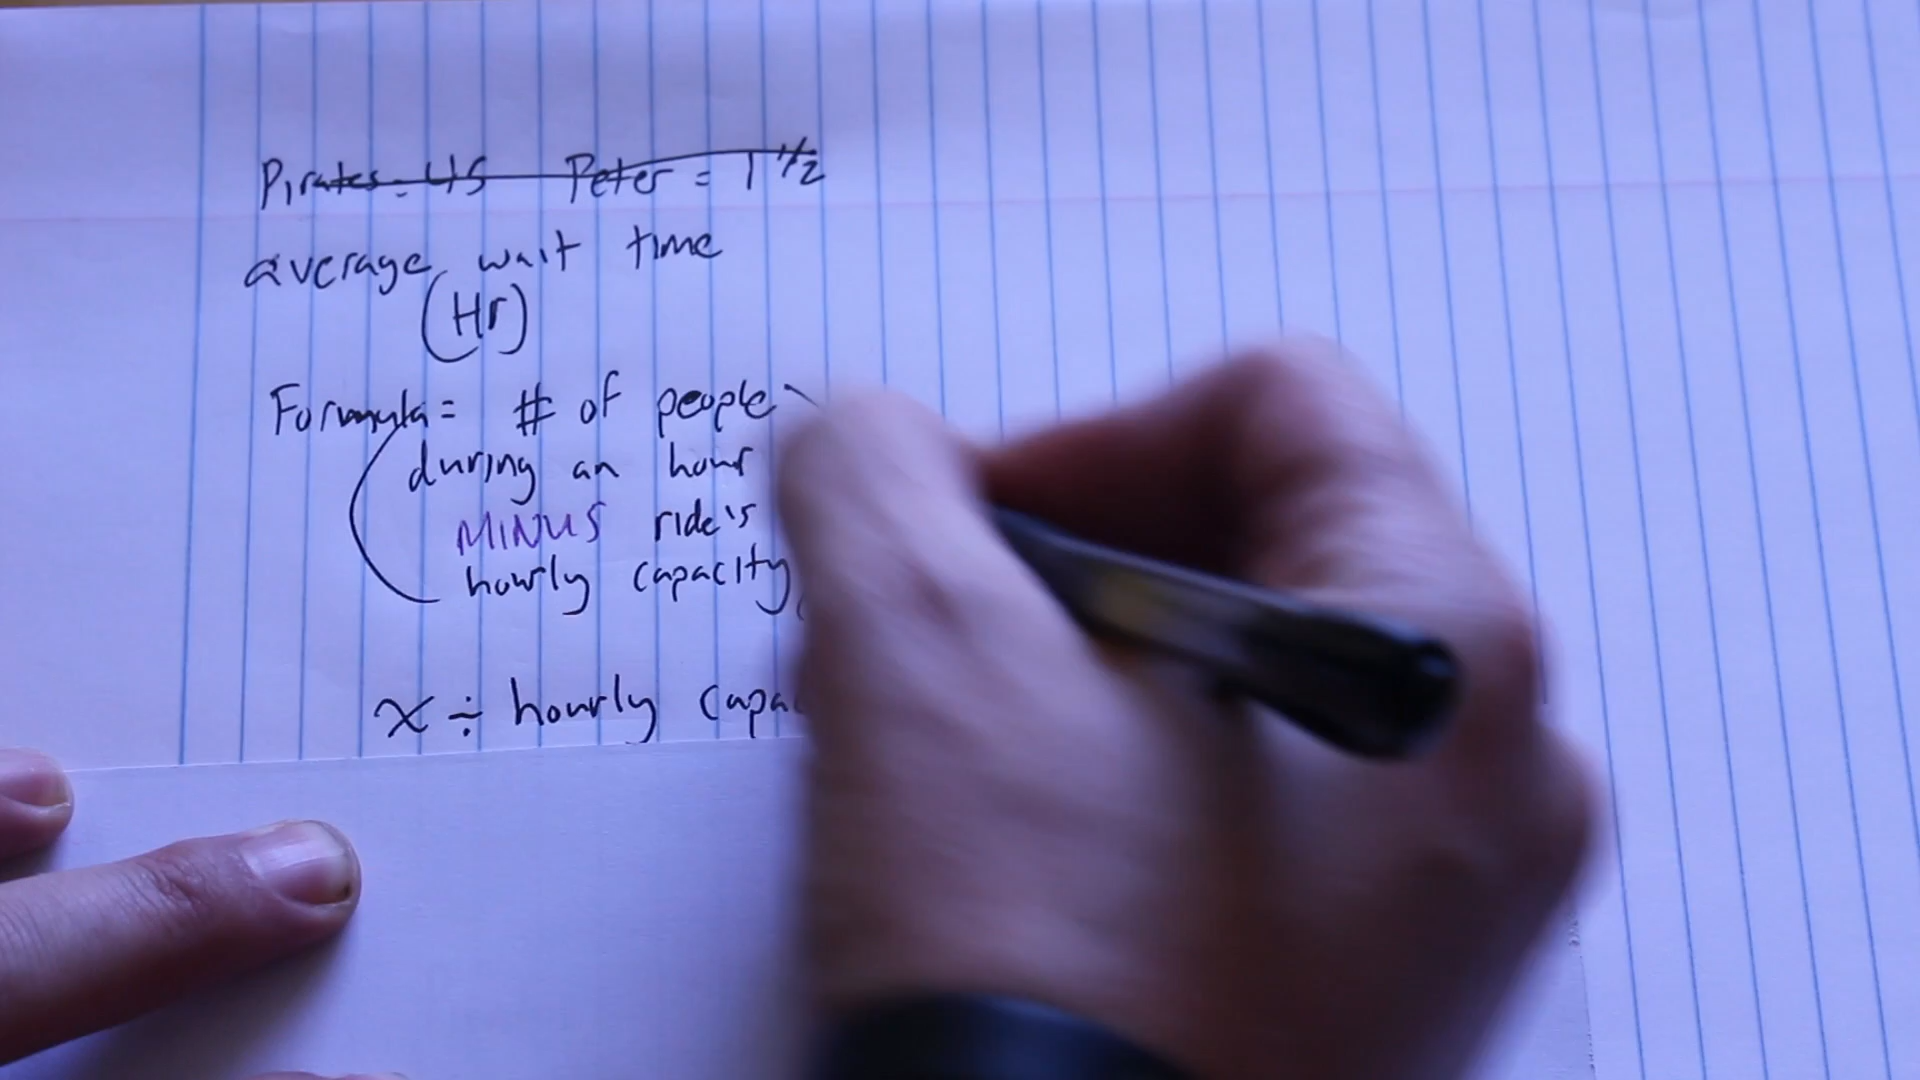 Pirates = 45 Peter = 1 1/2
average wait time
(Hr)
Formula = # of people
during an hour
MINUS ride's
hourly capacity
x ÷ hourly capac